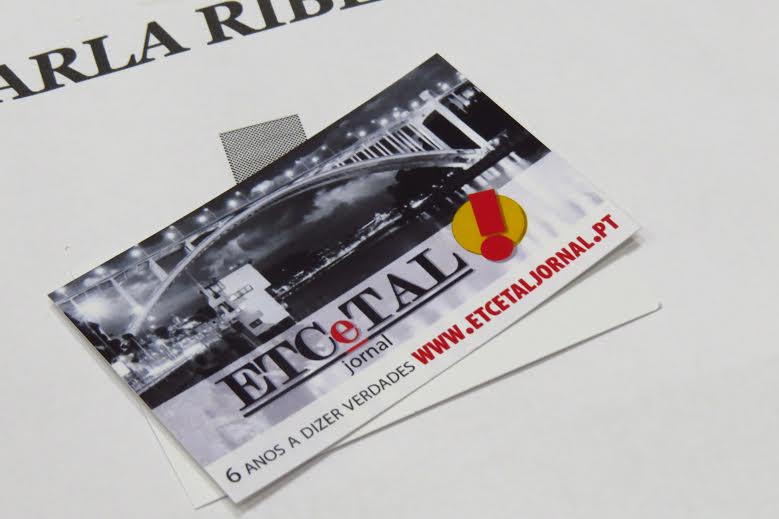 ARLA RIBE
ETCeTAL!
jornal
6 ANOS A DIZER VERDADES WWW.ETCETALJORNAL.PT